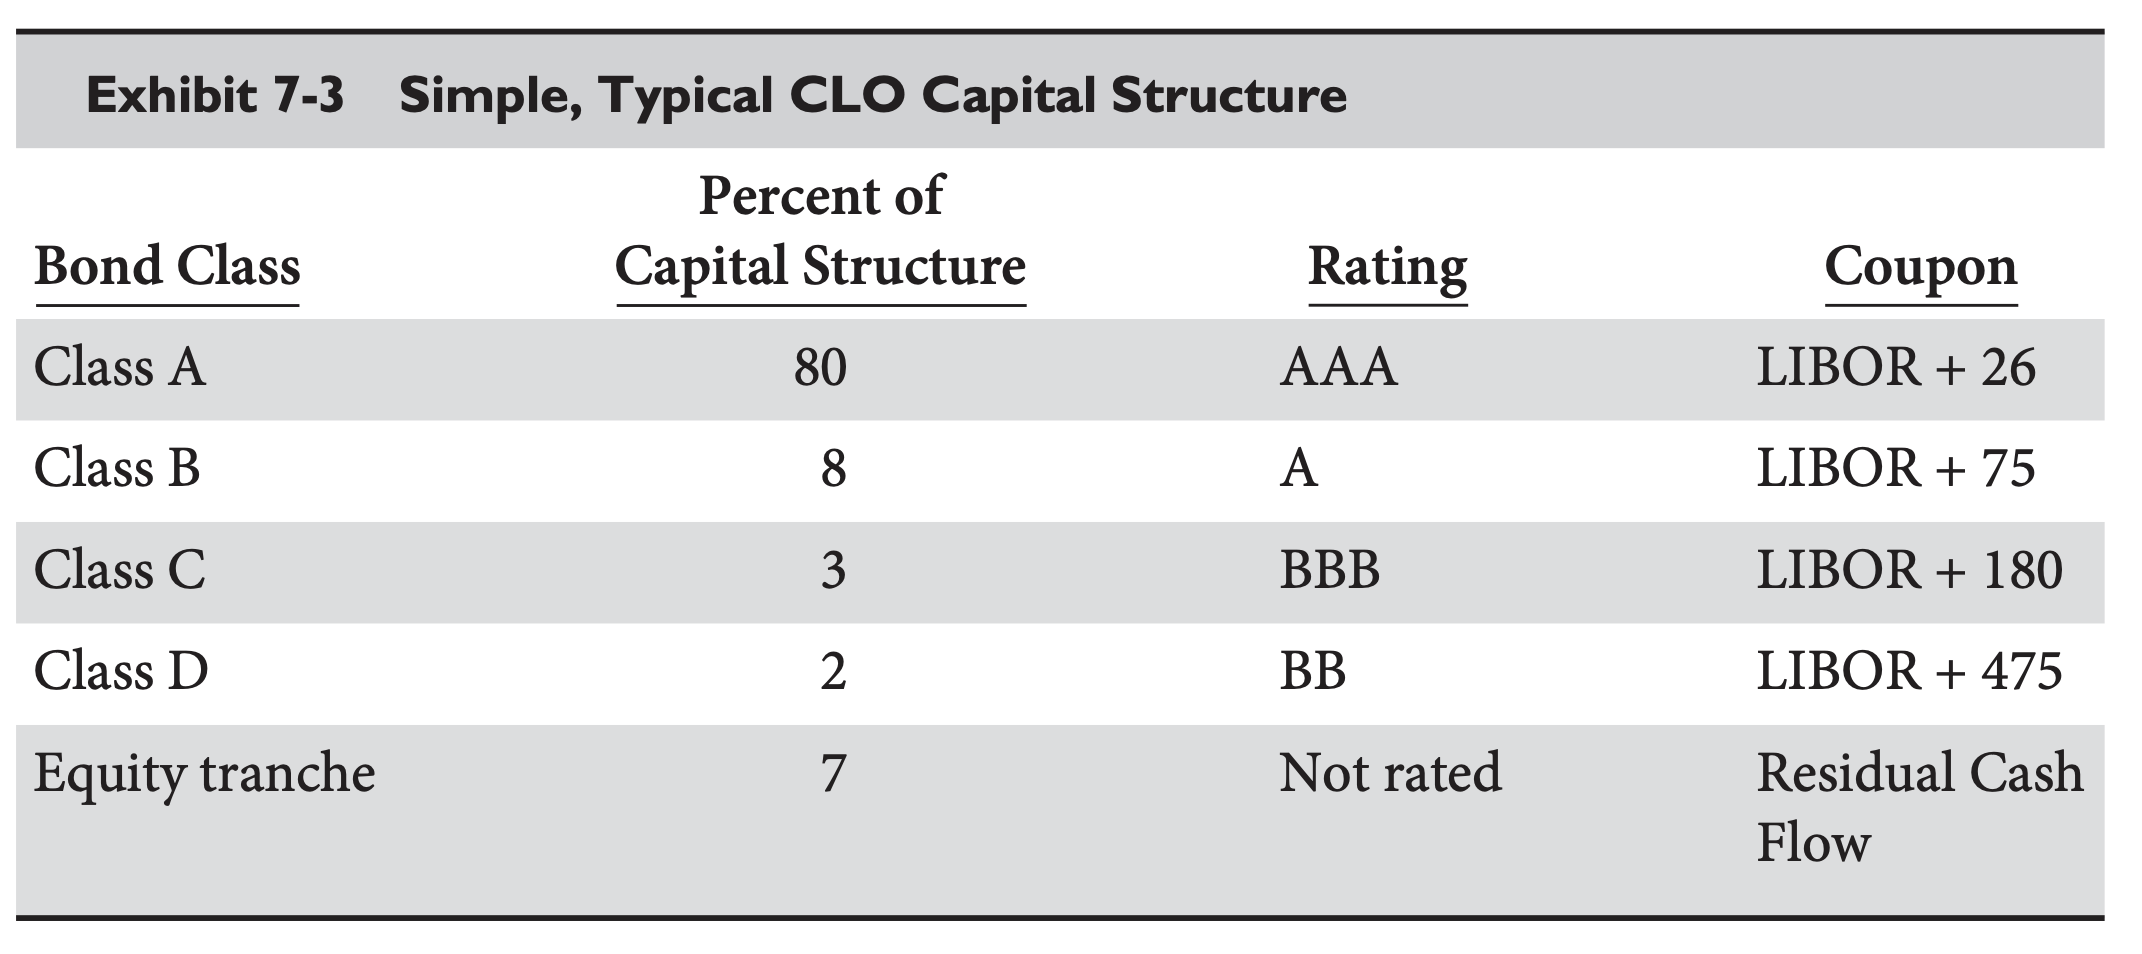 Exhibit 7-3 Simple, Typical CLO Capital Structure
Percent of
Bond Class Capital Structure Rating Coupon
Class A 80 AAA LIBOR + 26
Class B 8 A LIBOR + 75
Class C 3 BBB LIBOR + 180
Class D 2 BB LIBOR + 475
Equity tranche 7 Not rated Residual Cash
Flow